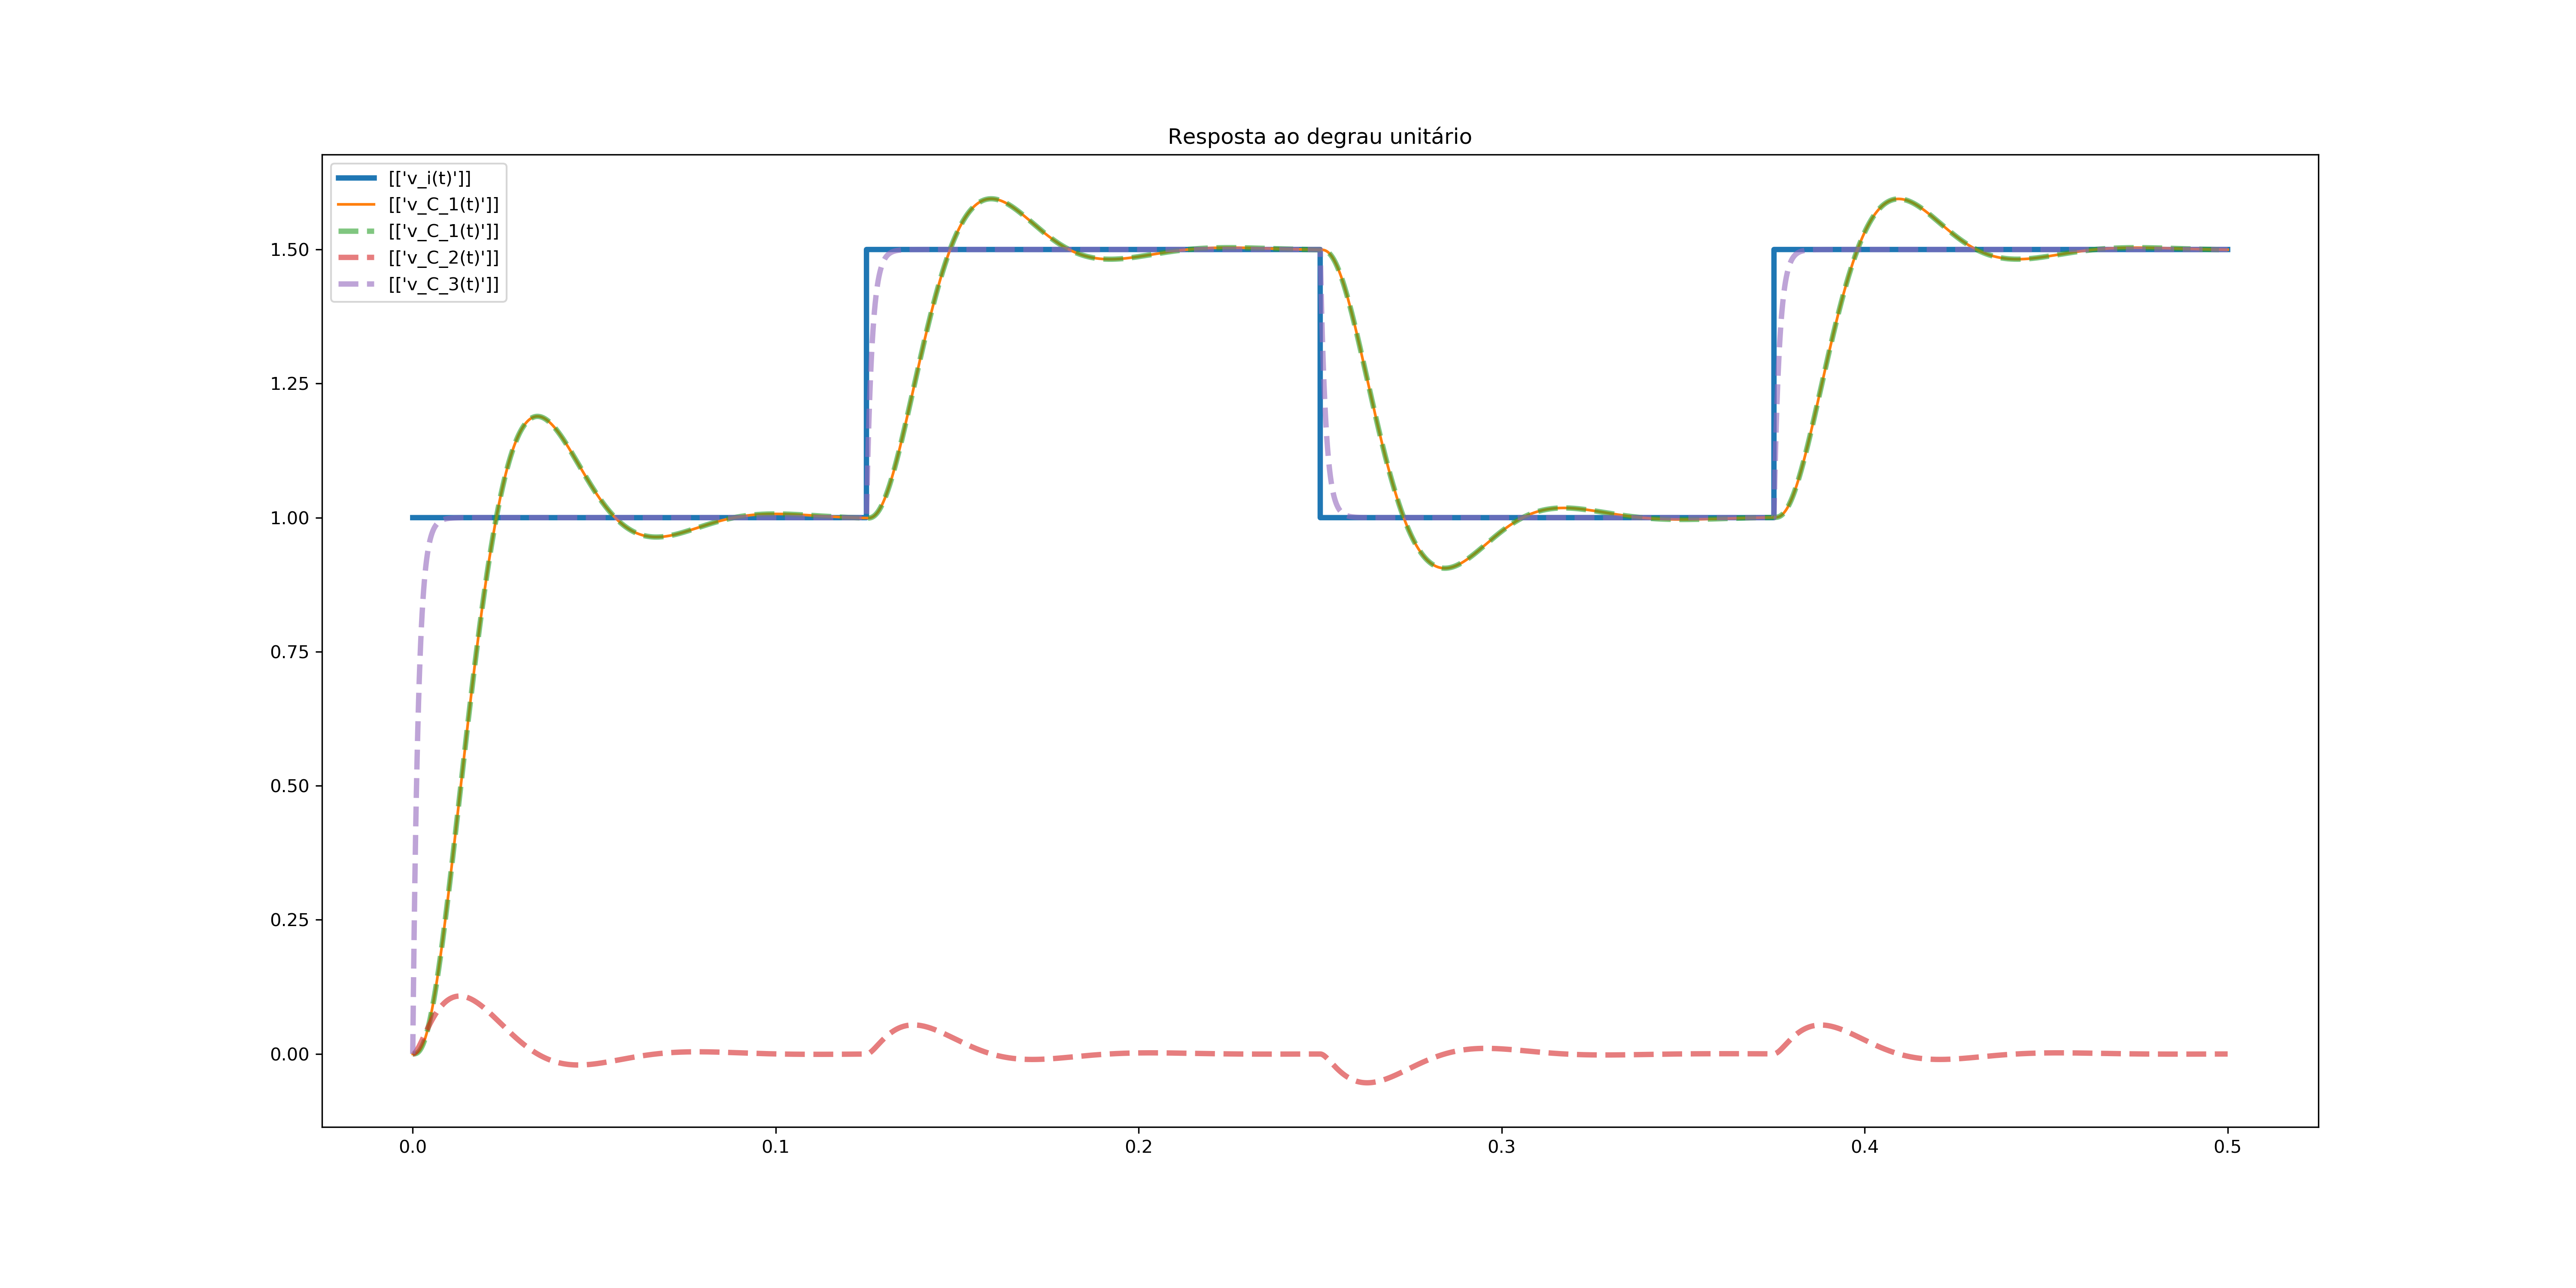 Resposta ao degrau unitário
[['v_i(t)']]
[['v_C_1(t)']]
[['v_C_1(t)']]
[['v_C_2(t)']]
[['v_C_3(t)']]
1.50
1.25
1.00
0.75
0.50
0.25
0.00
0.0 0.1 0.2 0.3 0.4 0.5